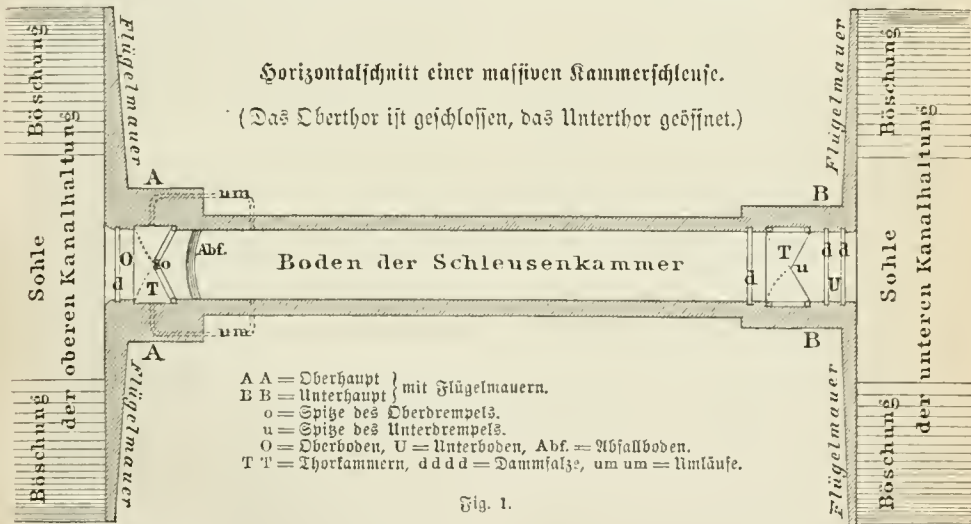 Horizontalschnitt einer massiven Kammerschleuse.
(Das Oberthor ist geschlossen, das Unterthor geöffnet.)
Böschung
Flügelmauer
Flügelmauer
Böschung
Sohle
der oberen Kanalhaltung
A
um
B
O
d
so
T
Abf.
Boden der Schleusenkammer
d
T
u
d d
U
Sohle
der unteren Kanalhaltung
um
A
B
Böschung
Flügelmauer
Flügelmauer
Böschung
A A = Oberhaupt
B B = Unterhaupt } mit Flügelmauern.
o = Spitze des Oberdrempels.
u = Spitze des Unterdrempels.
O = Oberboden, U = Unterboden, Abf. = Abfallboden.
T T = Thorkammern, d d d d = Dammfalze, um um = Umläufe.
Fig. 1.